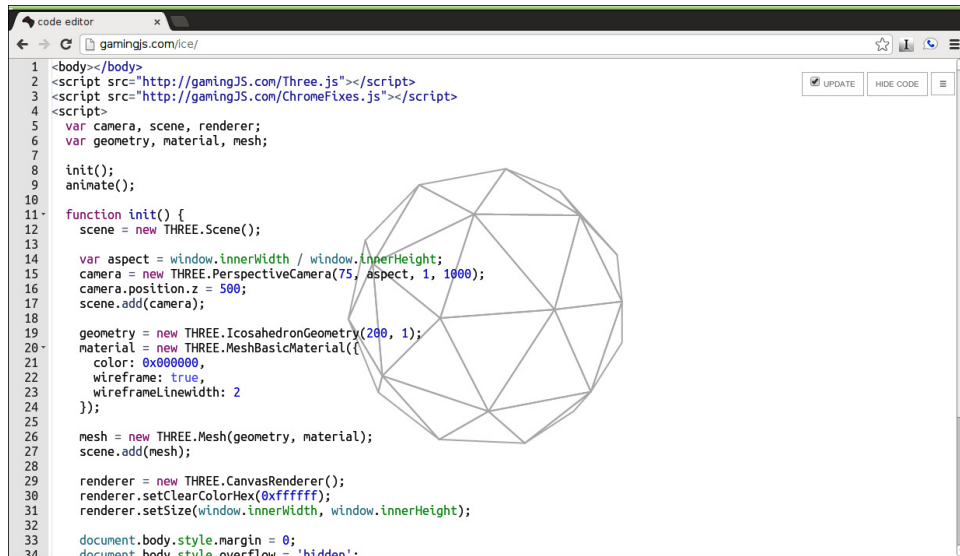 code editor
gamingjs.com/ice/
UPDATE HIDE CODE
1 <body></body>
2 <script src="http://gamingJS.com/Three.js"></script>
3 <script src="http://gamingJS.com/ChromeFixes.js"></script>
4 <script>
5 var camera, scene, renderer;
6 var geometry, material, mesh;
7
8 init();
9 animate();
10
11 function init() {
12 scene = new THREE.Scene();
13
14 var aspect = window.innerWidth / window.innerHeight;
15 camera = new THREE.PerspectiveCamera(75, aspect, 1, 1000);
16 camera.position.z = 500;
17 scene.add(camera);
18
19 geometry = new THREE.IcosahedronGeometry(200, 1);
20 material = new THREE.MeshBasicMaterial({
21 color: 0x000000,
22 wireframe: true,
23 wireframeLinewidth: 2
24 });
25
26 mesh = new THREE.Mesh(geometry, material);
27 scene.add(mesh);
28
29 renderer = new THREE.CanvasRenderer();
30 renderer.setClearColorHex(0xffffff);
31 renderer.setSize(window.innerWidth, window.innerHeight);
32
33 document.body.style.margin = 0;
34 document.body.style.overflow = 'hidden';